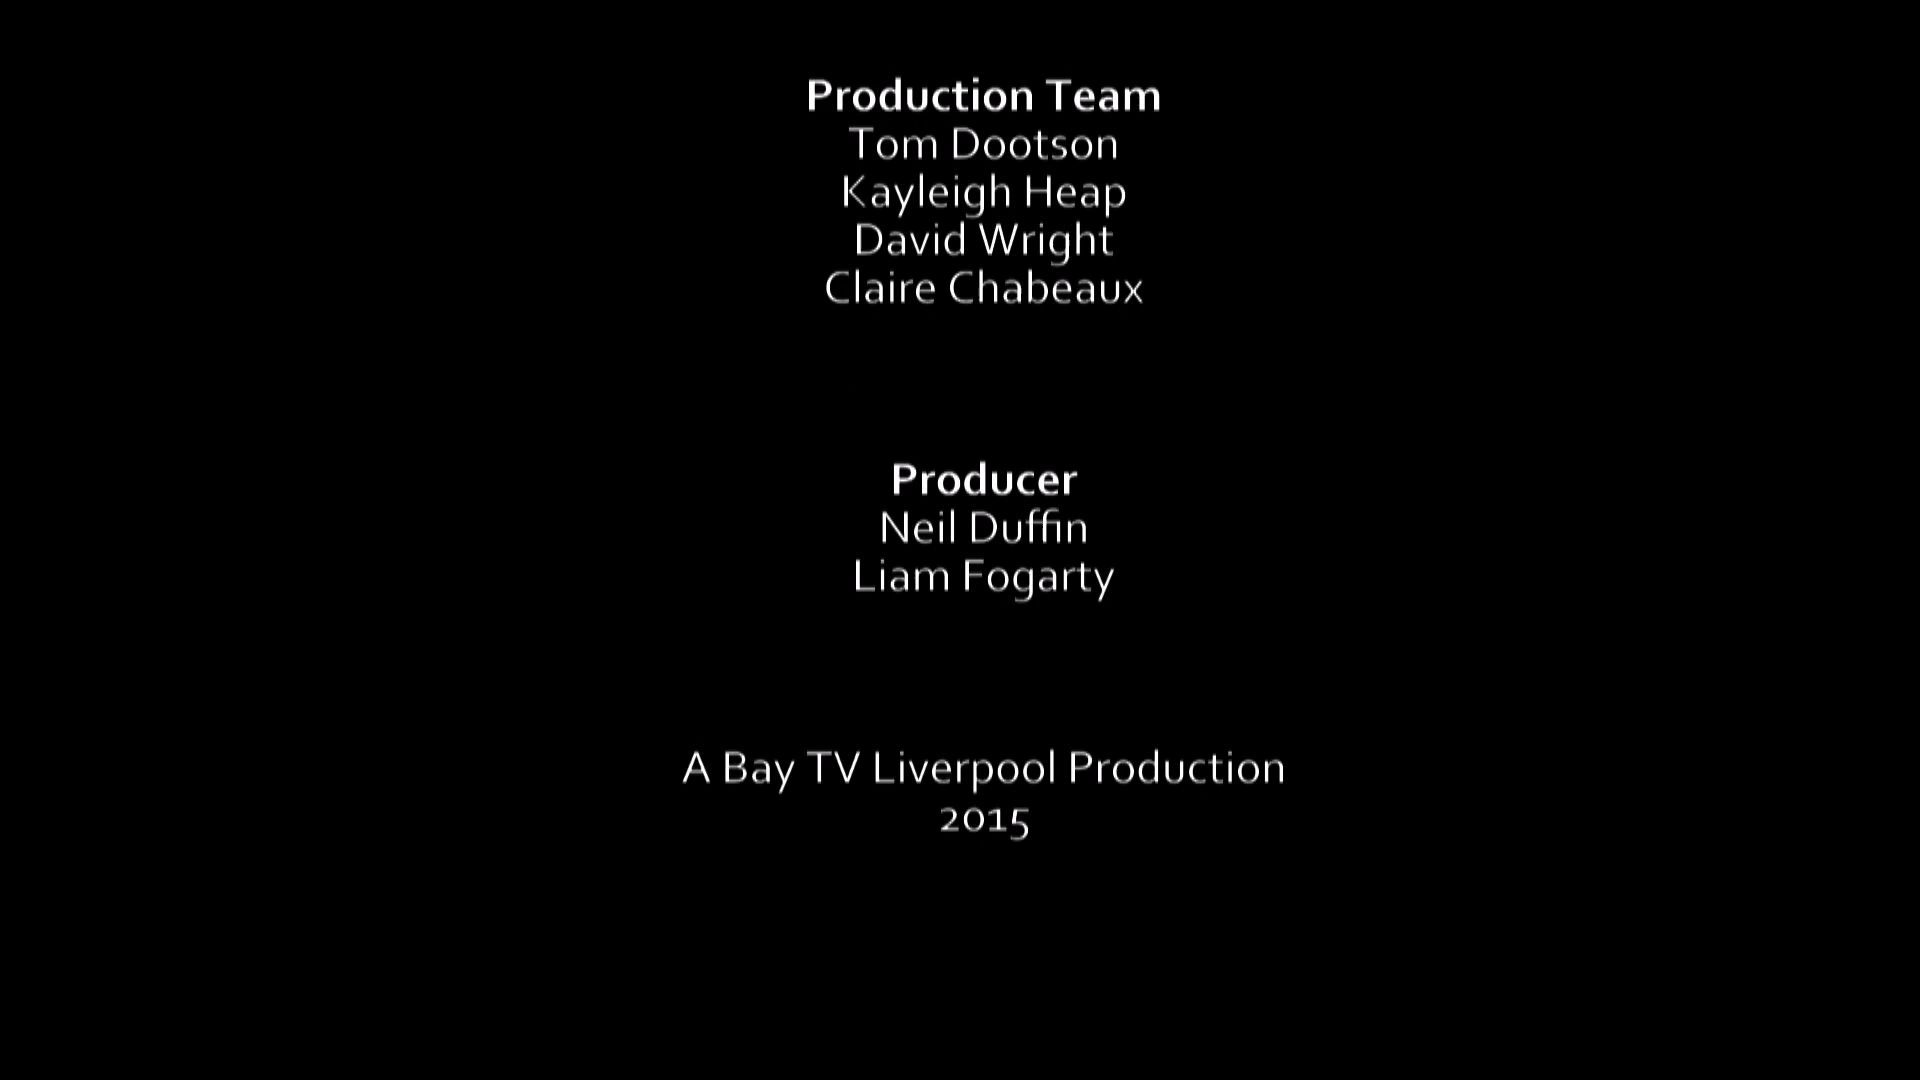 Production Team
Tom Dootson
Kayleigh Heap
David Wright
Claire Chabeaux
Producer
Neil Duffin
Liam Fogarty
A Bay TV Liverpool Production
2015